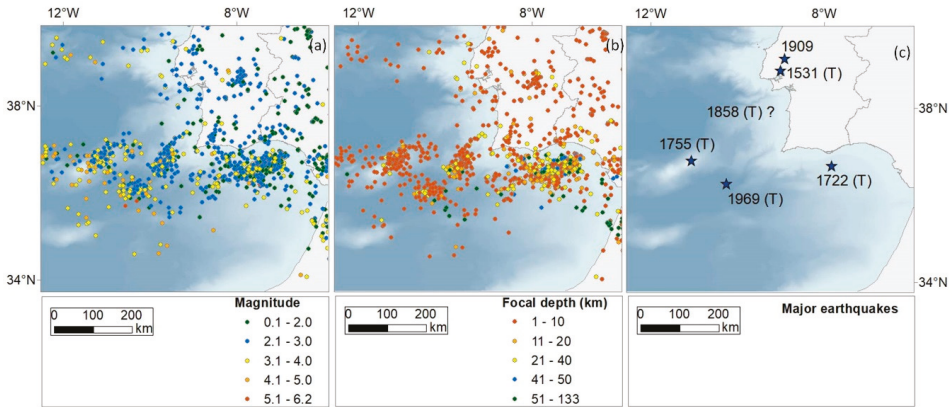 12°W 8°W 12°W 8°W 12°W 8°W
(a) (b) (c)
1909
1531 (T)
38°N 38°N
1858 (T) ?
1755 (T)
1722 (T)
1969 (T)
34°N 34°N
0 100 200
km
Magnitude
0.1 - 2.0
2.1 - 3.0
3.1 - 4.0
4.1 - 5.0
5.1 - 6.2
0 100 200
km
Focal depth (km)
1 - 10
11 - 20
21 - 40
41 - 50
51 - 133
0 100 200
km
Major earthquakes